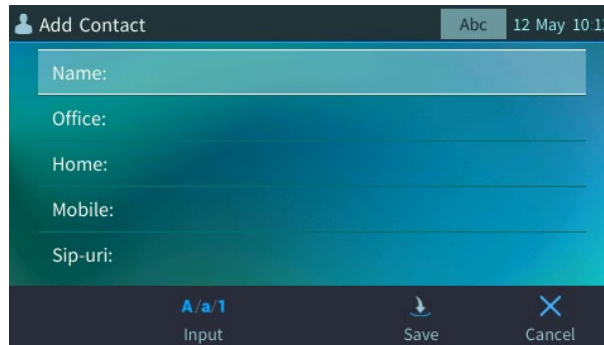 Add Contact Abc 12 May
Name:
Office:
Home:
Mobile:
Sip-uri:
A/a/1
Input Save Cancel